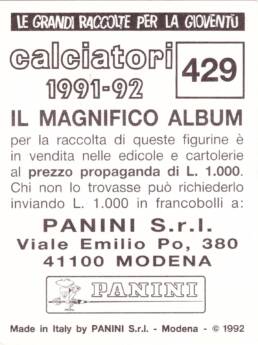 LE GRANDI RACCOLTE PER LA GIOVENTÙ
calciatori
1991-92
429
IL MAGNIFICO ALBUM
per la raccolta di queste figurine è
in vendita nelle edicole e cartolerie
al prezzo propaganda di L. 1.000.
Chi non lo trovasse può richiederlo
inviando L. 1.000 in francobolli a:
PANINI S.r.l.
Viale Emilio Po, 380
41100 MODENA
PANINI
Made in Italy by PANINI S.r.l. - Modena - © 1992